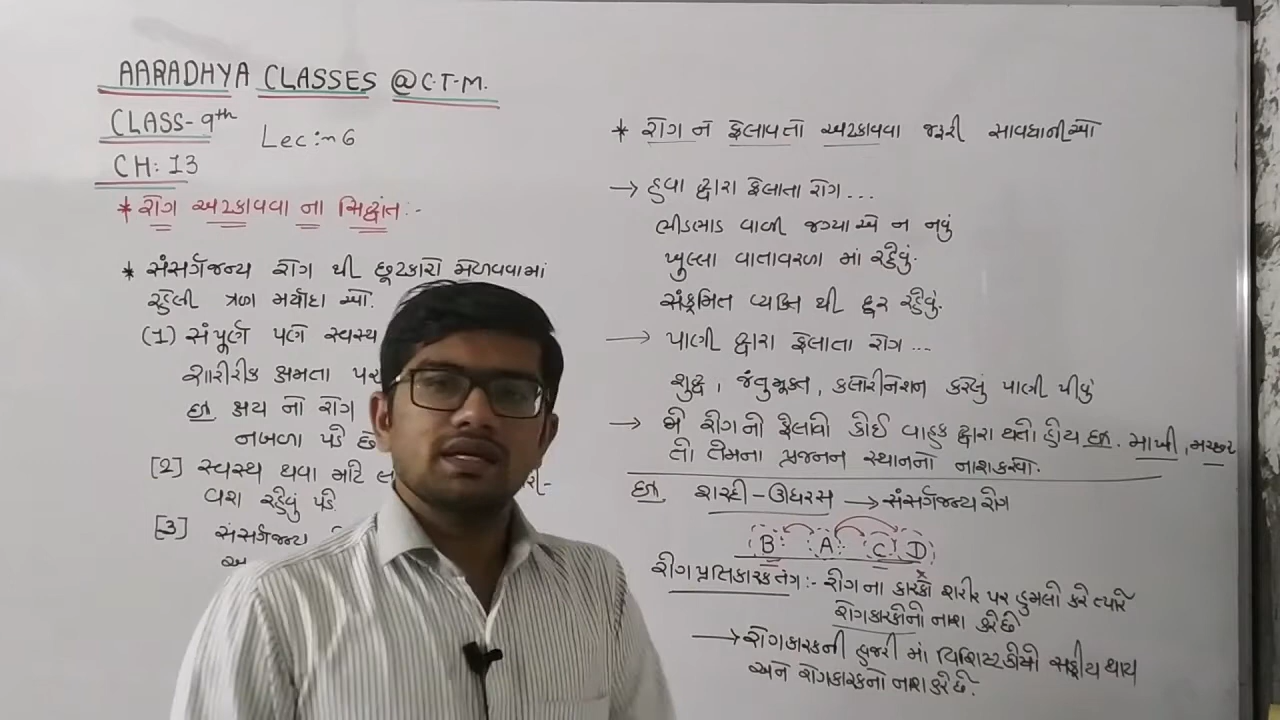 AARADHYA CLASSES @C.T.M.
CLASS-9th
Lec:-6
CH: 13
* રોગ અટકાવવા ના સિદ્ધાંત:-
* સંસર્ગજન્ય રોગ થી છૂટકારો મેળવવામાં
રહેલી ત્રણ મર્યાદા ઓ.
(1) સંપૂર્ણ પણે સ્વસ્થ
શારીરીક ક્ષમતા પર
દા.ત. ક્ષય નો રોગ
નબળા પડે છે
[2] સ્વસ્થ થવા માટે
વશ રહેવું પડે.
[3] સંસર્ગજન્ય
* રોગ ને ફેલાવતો અટકાવવા જરૂરી સાવધાનીઓ
→ હવા દ્વારા ફેલાતા રોગ...
ભીડભાડ વાળી જગ્યા એ ન જવું
ખુલ્લા વાતાવરણ માં રહેવું.
સંક્રમિત વ્યક્તિ થી દૂર રહેવું.
→ પાણી દ્વારા ફેલાતા રોગ...
શુદ્ધ, જંતુમુક્ત, કલોરીનેશન કરેલું પાણી પીવું
→ જે રોગનો ફેલાવો કોઈ વાહક દ્વારા થતો હોય દા.ત. માખી, મચ્છર
તો તેમના પ્રજનન સ્થાનનો નાશ કરવો.
દા.ત. શરદી-ઊધરસ → સંસર્ગજન્ય રોગ
B A C D
રોગપ્રતિકારકતંત્ર:- રોગ ના કારકો શરીર પર હુમલો કરે ત્યારે
રોગકારકોનો નાશ કરે છે
→ રોગકારકની હાજરી માં વિશિષ્ટ કોષો સક્રીય થાય
અને રોગકારકનો નાશ કરે છે.